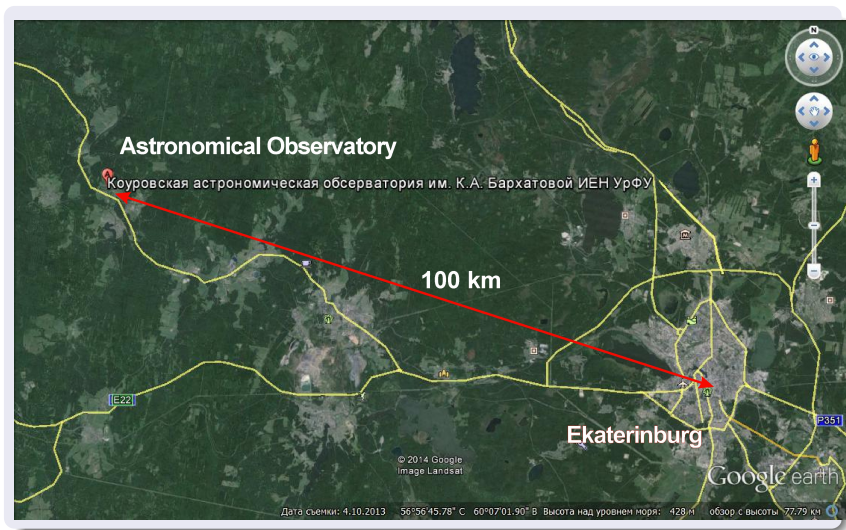 N
Astronomical Observatory
A
Коуровская астрономическая обсерватория им. К.А. Бархатовой ИЕН УрФУ
100 km
E22
P351
Ekaterinburg
© 2014 Google
Image Landsat
Google earth
Дата съемки: 4.10.2013 56°56'45.78" С 60°07'01.90" В Высота над уровнем моря: 428 м обзор с высоты 77.79 км